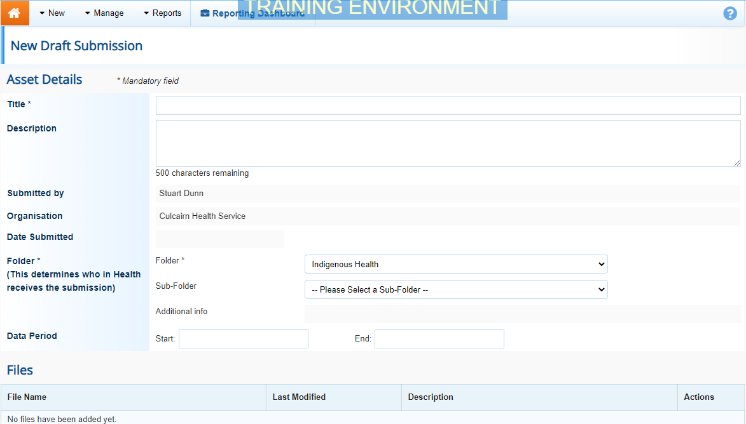 New Manage Reports Reporting Dashboard TRAINING ENVIRONMENT ?
New Draft Submission
Asset Details * Mandatory field
Title *
Description
500 characters remaining
Submitted by Stuart Dunn
Organisation Culcairn Health Service
Date Submitted
Folder * Folder * Indigenous Health
(This determines who in Health
receives the submission) Sub-Folder -- Please Select a Sub-Folder --
Additional info
Data Period Start: End:
Files
File Name Last Modified Description Actions
No files have been added yet.